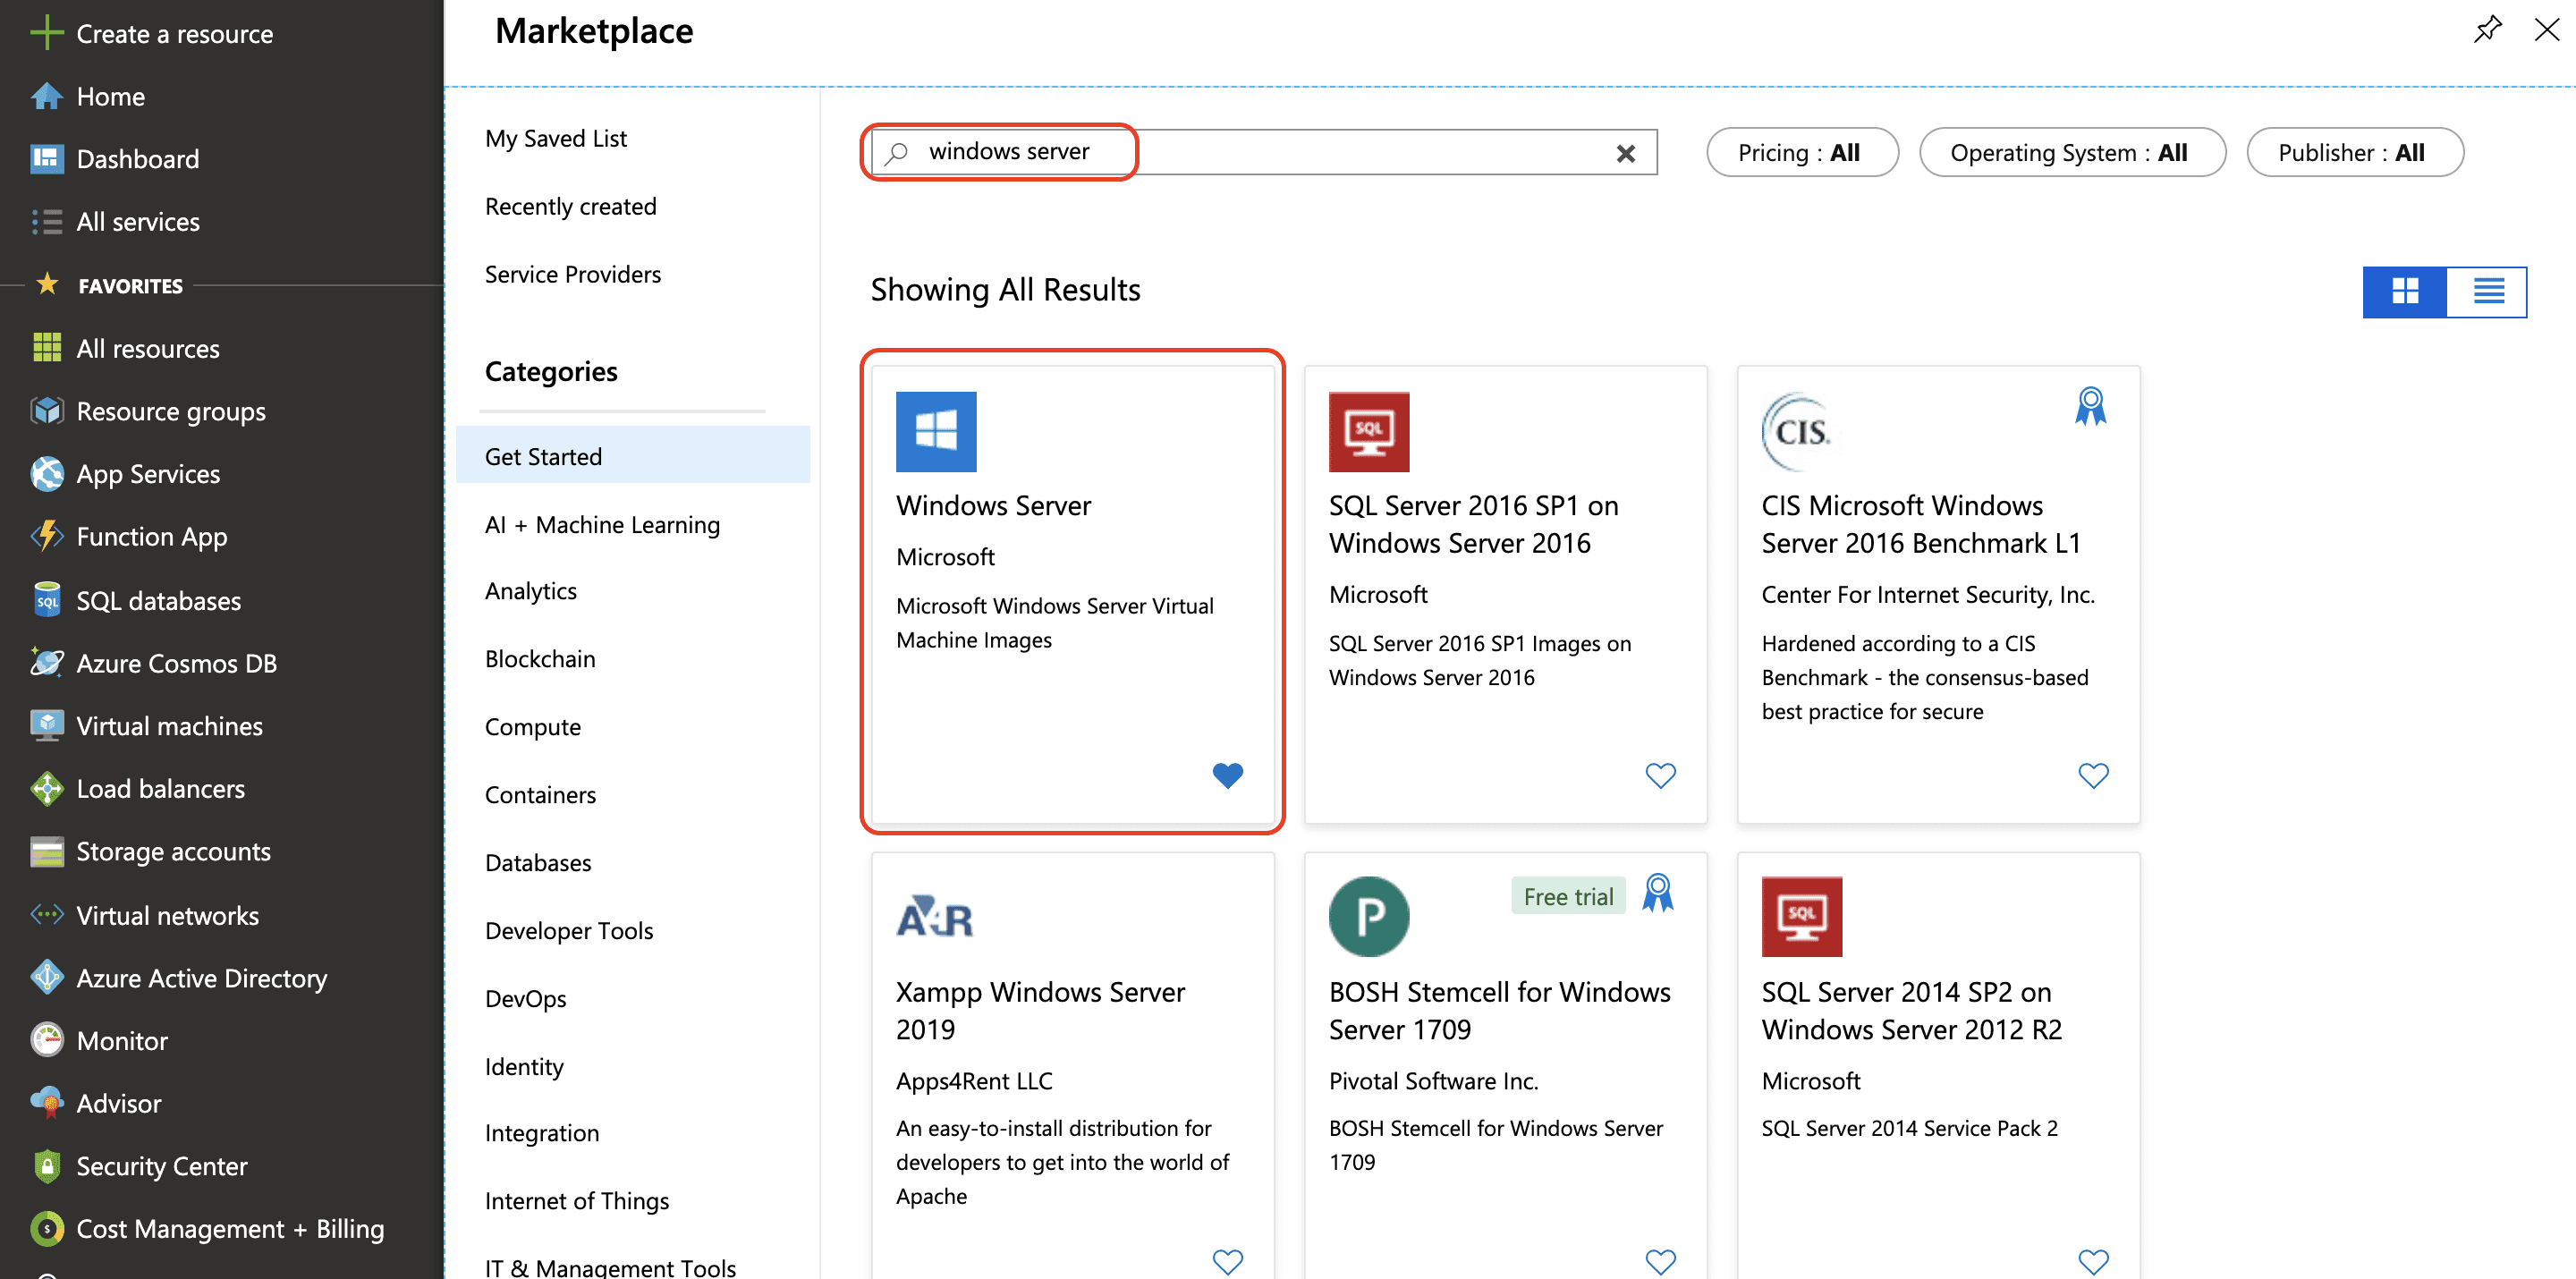 Create a resource
Home
Dashboard
All services
FAVORITES
All resources
Resource groups
App Services
Function App
SQL databases
Azure Cosmos DB
Virtual machines
Load balancers
Storage accounts
Virtual networks
Azure Active Directory
Monitor
Advisor
Security Center
Cost Management + Billing
Marketplace
My Saved List
Recently created
Service Providers
Categories
Get Started
AI + Machine Learning
Analytics
Blockchain
Compute
Containers
Databases
Developer Tools
DevOps
Identity
Integration
Internet of Things
IT & Management Tools
windows server
Pricing : All
Operating System : All
Publisher : All
Showing All Results
Windows Server
Microsoft
Microsoft Windows Server Virtual
Machine Images
SQL
SQL Server 2016 SP1 on
Windows Server 2016
Microsoft
SQL Server 2016 SP1 Images on
Windows Server 2016
CIS.
CIS Microsoft Windows
Server 2016 Benchmark L1
Center For Internet Security, Inc.
Hardened according to a CIS
Benchmark - the consensus-based
best practice for secure
A4R
Xampp Windows Server
2019
Apps4Rent LLC
An easy-to-install distribution for
developers to get into the world of
Apache
P
Free trial
BOSH Stemcell for Windows
Server 1709
Pivotal Software Inc.
BOSH Stemcell for Windows Server
1709
SQL
SQL Server 2014 SP2 on
Windows Server 2012 R2
Microsoft
SQL Server 2014 Service Pack 2